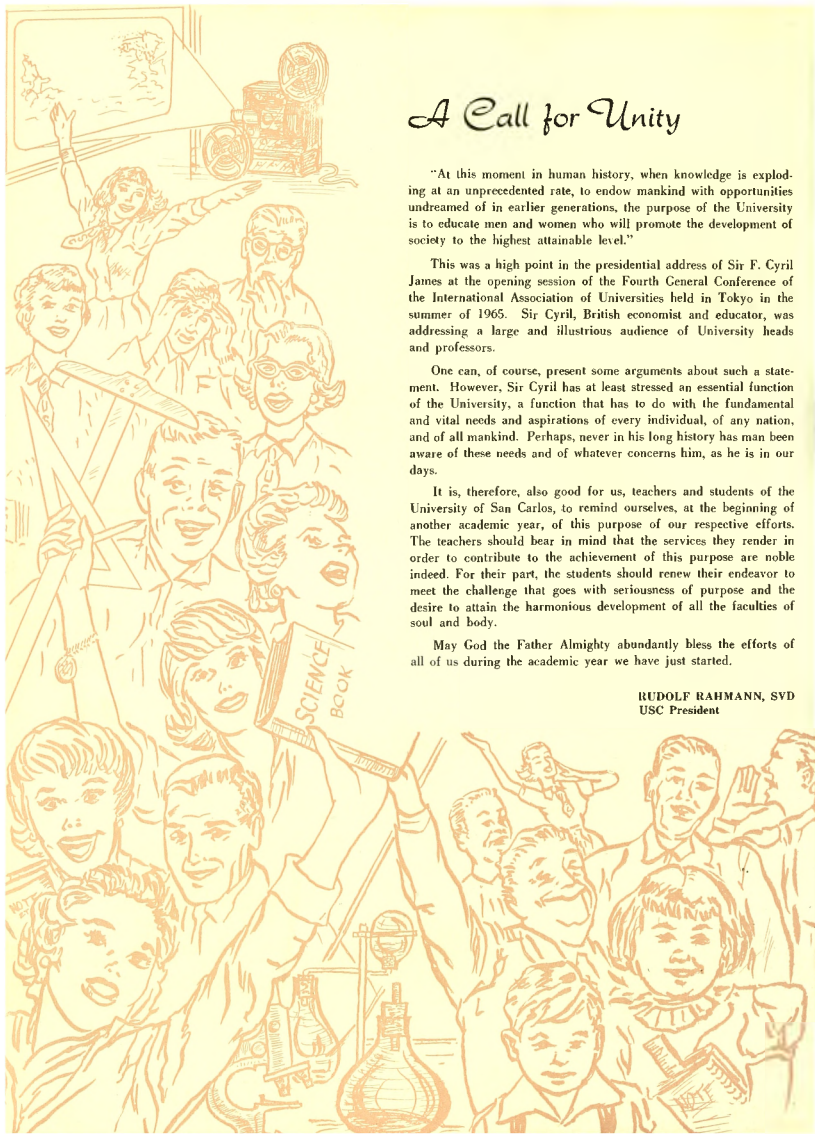 A Call for Unity
"At this moment in human history, when knowledge is explod-
ing at an unprecedented rate, to endow mankind with opportunities
undreamed of in earlier generations, the purpose of the University
is to educate men and women who will promote the development of
society to the highest attainable level."
This was a high point in the presidential address of Sir F. Cyril
James at the opening session of the Fourth General Conference of
the International Association of Universities held in Tokyo in the
summer of 1965. Sir Cyril, British economist and educator, was
addressing a large and illustrious audience of University heads
and professors.
One can, of course, present some arguments about such a state-
ment. However, Sir Cyril has at least stressed an essential function
of the University, a function that has to do with the fundamental
and vital needs and aspirations of every individual, of any nation,
and of all mankind. Perhaps, never in his long history has man been
aware of these needs and of whatever concerns him, as he is in our
days.
It is, therefore, also good for us, teachers and students of the
University of San Carlos, to remind ourselves, at the beginning of
another academic year, of this purpose of our respective efforts.
The teachers should bear in mind that the services they render in
order to contribute to the achievement of this purpose are noble
indeed. For their part, the students should renew their endeavor to
meet the challenge that goes with seriousness of purpose and the
desire to attain the harmonious development of all the faculties of
soul and body.
May God the Father Almighty abundantly bless the efforts of
all of us during the academic year we have just started.
RUDOLF RAHMANN, SVD
USC President
F
SCIENCE
BOOK
NOTE